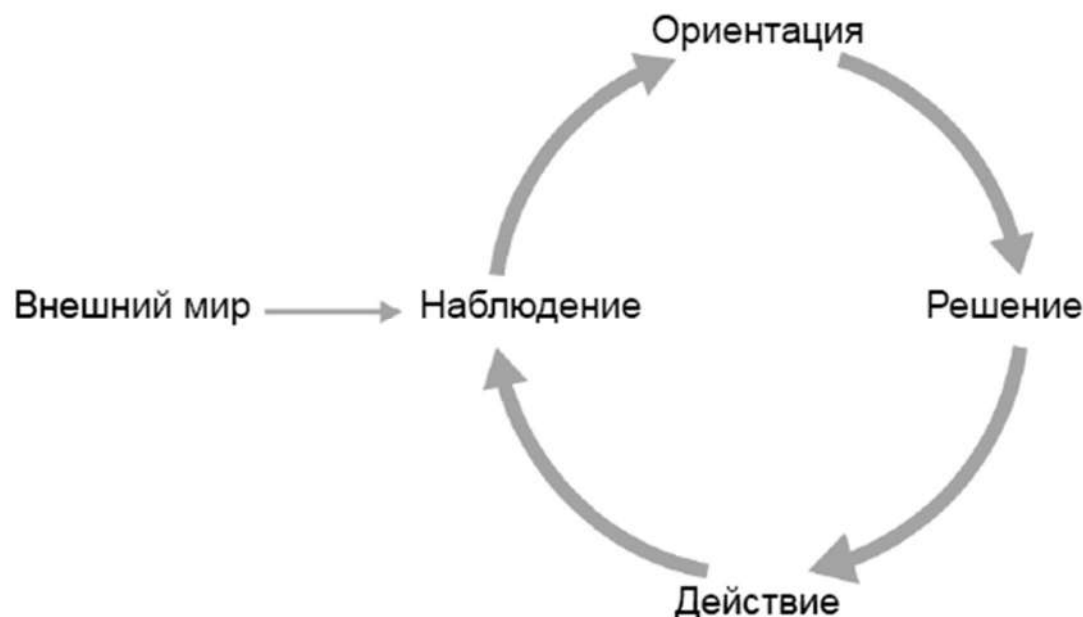 Ориентация
Внешний мир
Наблюдение
Решение
Действие